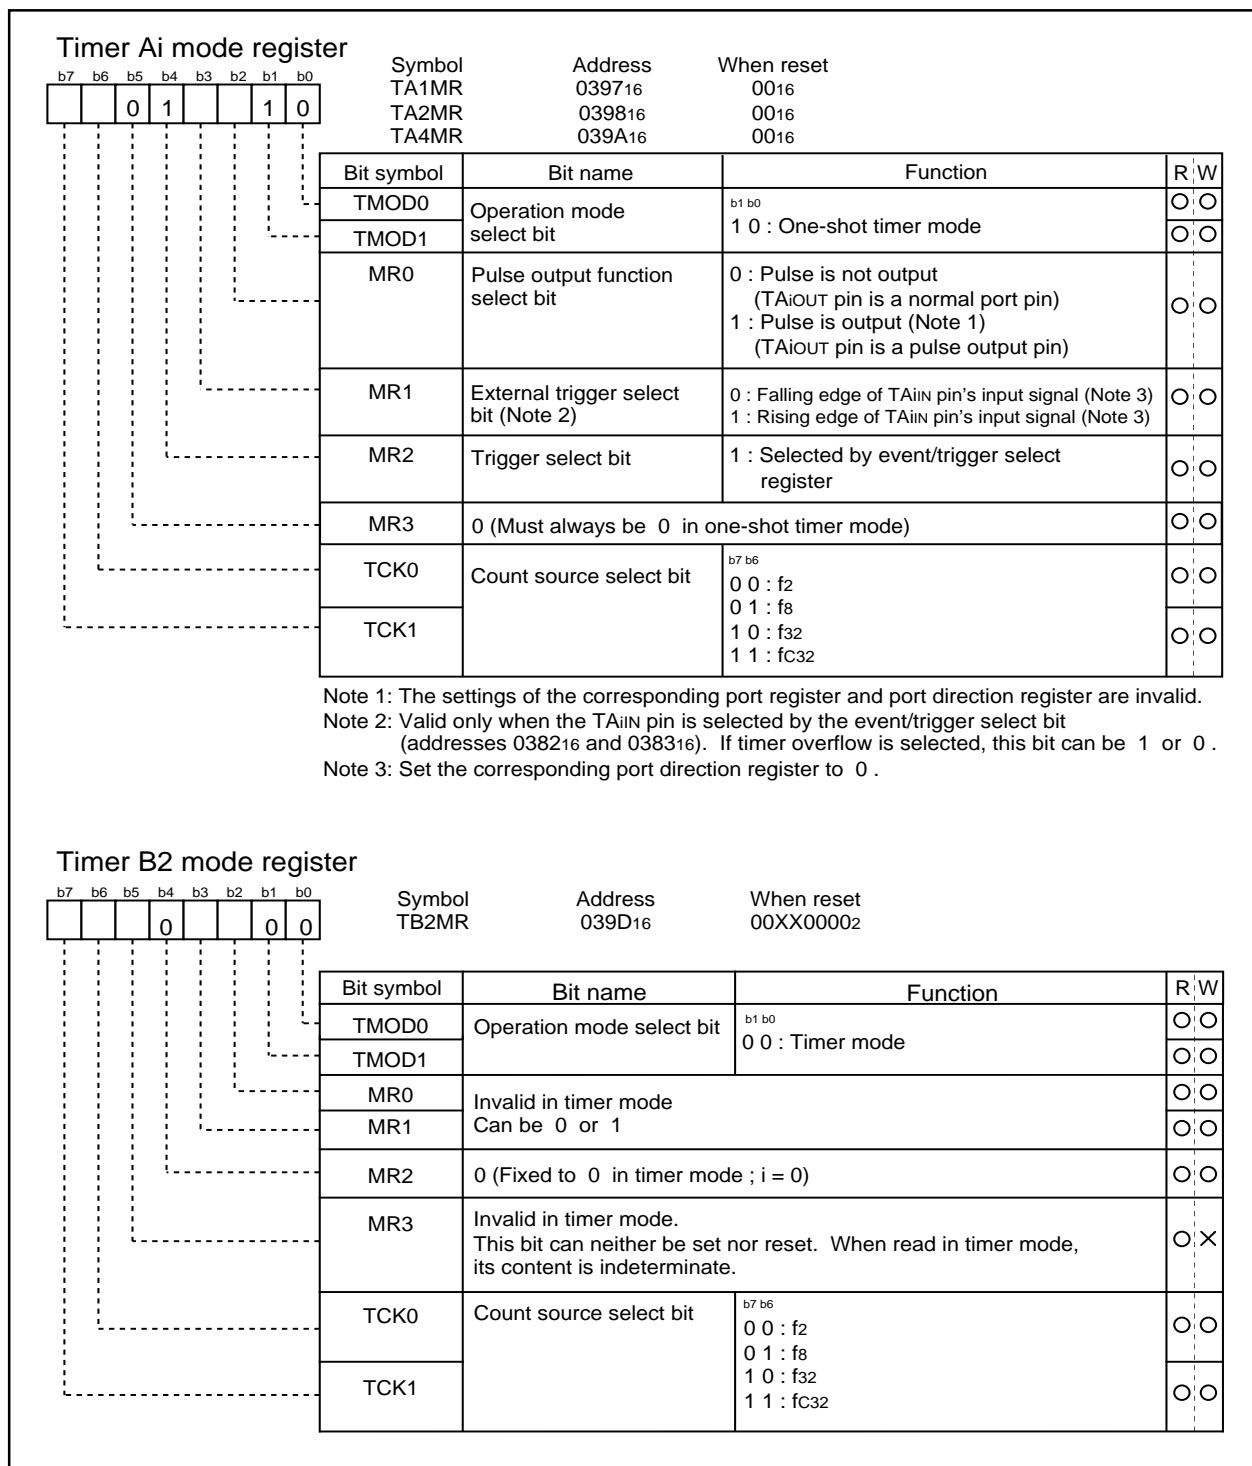 Timer Ai mode register
b7 b6 b5 b4 b3 b2 b1 b0
0 1 1 0
Symbol Address When reset
TA1MR 039716 0016
TA2MR 039816 0016
TA4MR 039A16 0016
Bit symbol Bit name Function R W
TMOD0 Operation mode select bit b1 b0
TMOD1 1 0 : One-shot timer mode
MR0 Pulse output function select bit 0 : Pulse is not output
(TAiOUT pin is a normal port pin)
1 : Pulse is output (Note 1)
(TAiOUT pin is a pulse output pin)
MR1 External trigger select bit (Note 2) 0 : Falling edge of TAiIN pin's input signal (Note 3)
1 : Rising edge of TAiIN pin's input signal (Note 3)
MR2 Trigger select bit 1 : Selected by event/trigger select
register
MR3 0 (Must always be 0 in one-shot timer mode)
TCK0 Count source select bit b7 b6
0 0 : f2
0 1 : f8
TCK1 1 0 : f32
1 1 : fC32
Note 1: The settings of the corresponding port register and port direction register are invalid.
Note 2: Valid only when the TAiIN pin is selected by the event/trigger select bit
(addresses 038216 and 038316). If timer overflow is selected, this bit can be 1 or 0 .
Note 3: Set the corresponding port direction register to 0 .
Timer B2 mode register
b7 b6 b5 b4 b3 b2 b1 b0
0 0 0
Symbol Address When reset
TB2MR 039D16 00XX00002
Bit symbol Bit name Function R W
TMOD0 Operation mode select bit b1 b0
TMOD1 0 0 : Timer mode
MR0 Invalid in timer mode
MR1 Can be 0 or 1
MR2 0 (Fixed to 0 in timer mode ; i = 0)
MR3 Invalid in timer mode.
This bit can neither be set nor reset. When read in timer mode,
its content is indeterminate.
TCK0 Count source select bit b7 b6
0 0 : f2
0 1 : f8
TCK1 1 0 : f32
1 1 : fC32